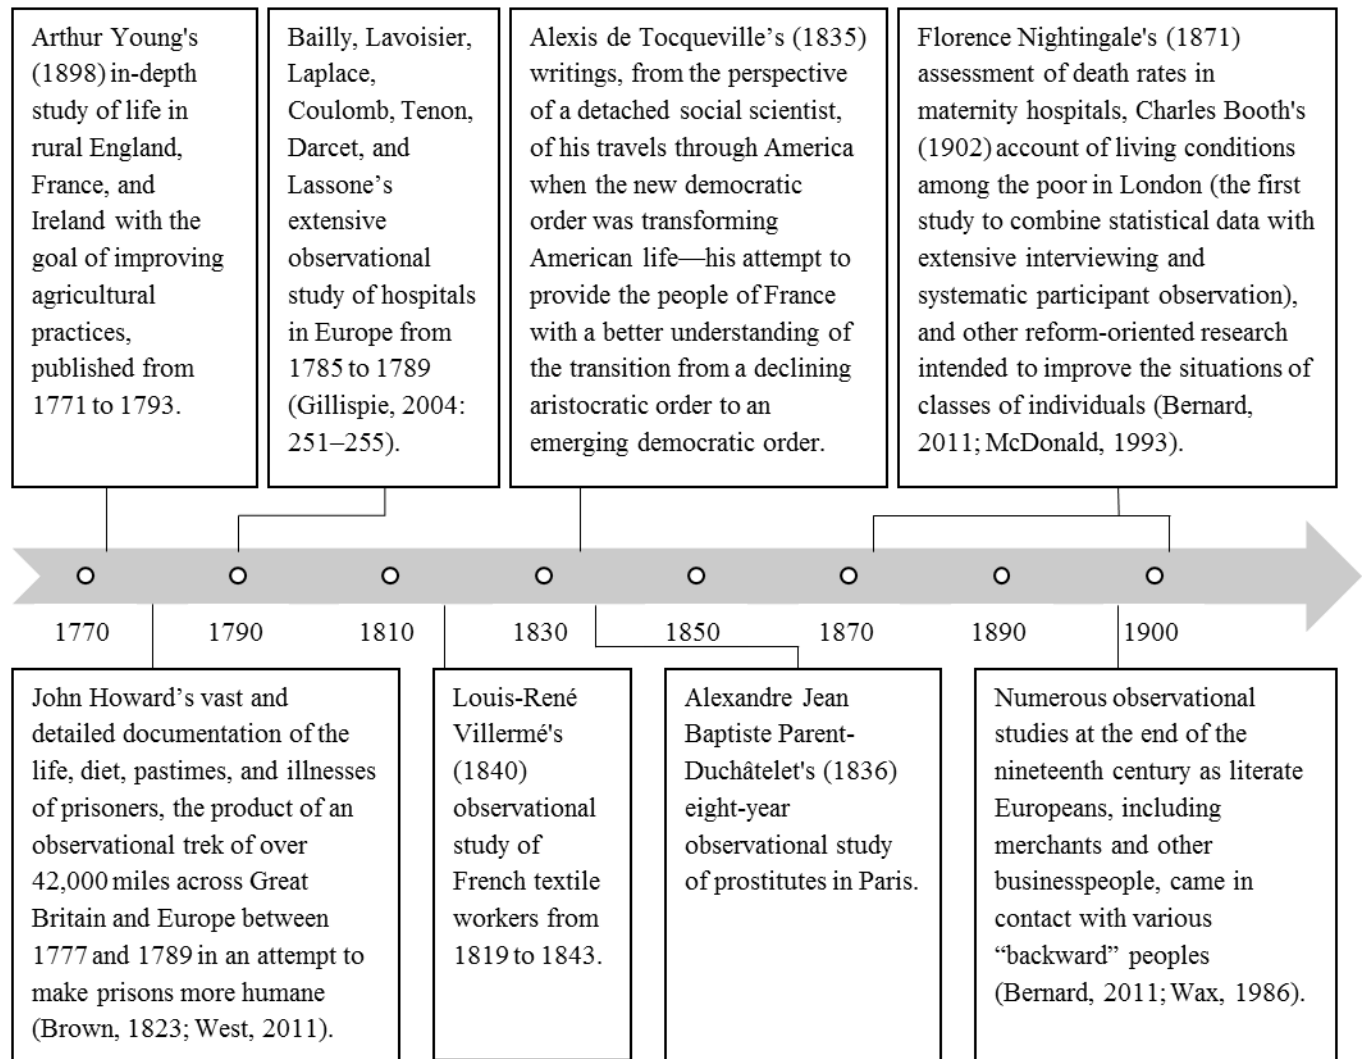 Arthur Young's
(1898) in-depth
study of life in
rural England,
France, and
Ireland with the
goal of improving
agricultural
practices,
published from
1771 to 1793.
Bailly, Lavoisier,
Laplace,
Coulomb, Tenon,
Darcet, and
Lassone’s
extensive
observational
study of hospitals
in Europe from
1785 to 1789
(Gillispie, 2004:
251–255).
Alexis de Tocqueville’s (1835)
writings, from the perspective
of a detached social scientist,
of his travels through America
when the new democratic
order was transforming
American life—his attempt to
provide the people of France
with a better understanding of
the transition from a declining
aristocratic order to an
emerging democratic order.
Florence Nightingale's (1871)
assessment of death rates in
maternity hospitals, Charles Booth's
(1902) account of living conditions
among the poor in London (the first
study to combine statistical data with
extensive interviewing and
systematic participant observation),
and other reform-oriented research
intended to improve the situations of
classes of individuals (Bernard,
2011; McDonald, 1993).
1770 1790 1810 1830 1850 1870 1890 1900
John Howard’s vast and
detailed documentation of the
life, diet, pastimes, and illnesses
of prisoners, the product of an
observational trek of over
42,000 miles across Great
Britain and Europe between
1777 and 1789 in an attempt to
make prisons more humane
(Brown, 1823; West, 2011).
Louis-René
Villermé's
(1840)
observational
study of
French textile
workers from
1819 to 1843.
Alexandre Jean
Baptiste Parent-
Duchâtelet's (1836)
eight-year
observational study
of prostitutes in Paris.
Numerous observational
studies at the end of the
nineteenth century as literate
Europeans, including
merchants and other
businesspeople, came in
contact with various
“backward” peoples
(Bernard, 2011; Wax, 1986).